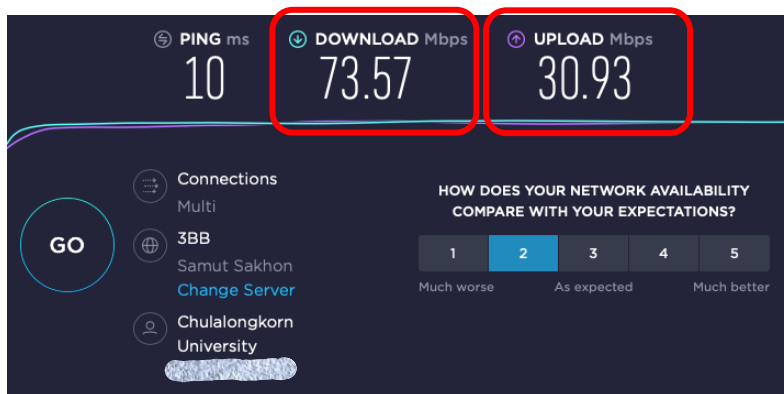 PING ms
10
DOWNLOAD Mbps
73.57
UPLOAD Mbps
30.93
GO
Connections
Multi
3BB
Samut Sakhon
Change Server
Chulalongkorn
University
HOW DOES YOUR NETWORK AVAILABILITY
COMPARE WITH YOUR EXPECTATIONS?
1 2 3 4 5
Much worse As expected Much better